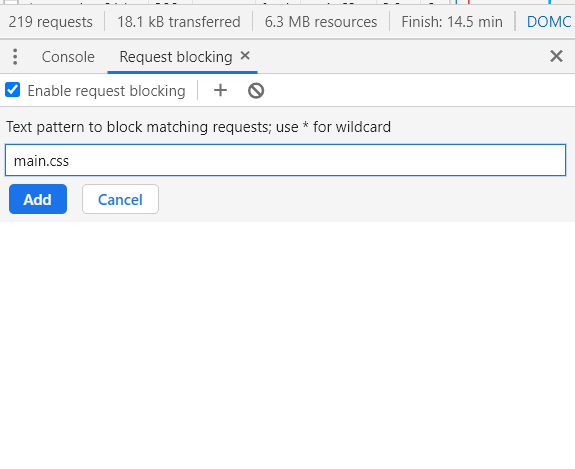 219 requests 18.1 kB transferred 6.3 MB resources Finish: 14.5 min DOMC
Console Request blocking
Enable request blocking
Text pattern to block matching requests; use * for wildcard
main.css
Add Cancel